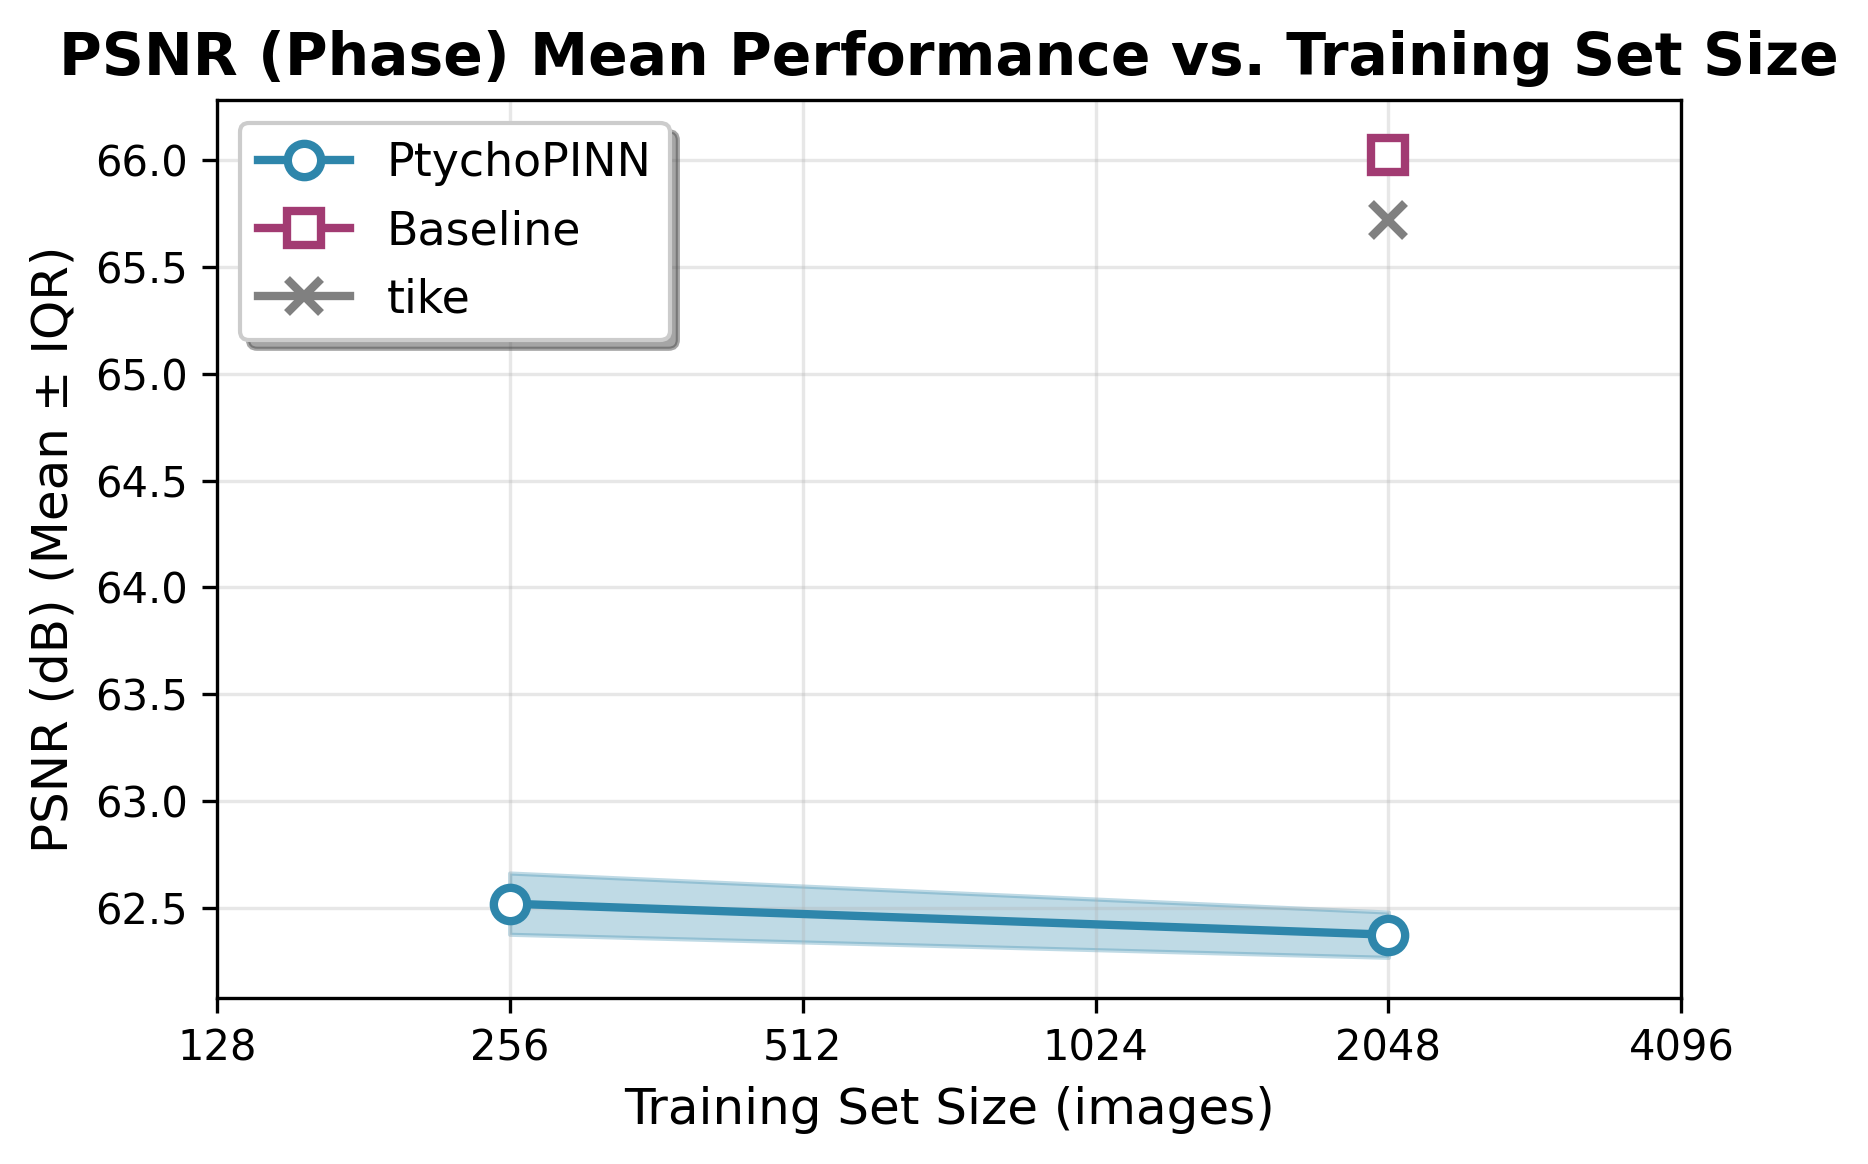 PSNR (Phase) Mean Performance vs. Training Set Size
PtychoPINN
Baseline
tike
PSNR (dB) (Mean ± IQR)
66.0
65.5
65.0
64.5
64.0
63.5
63.0
62.5
128 256 512 1024 2048 4096
Training Set Size (images)